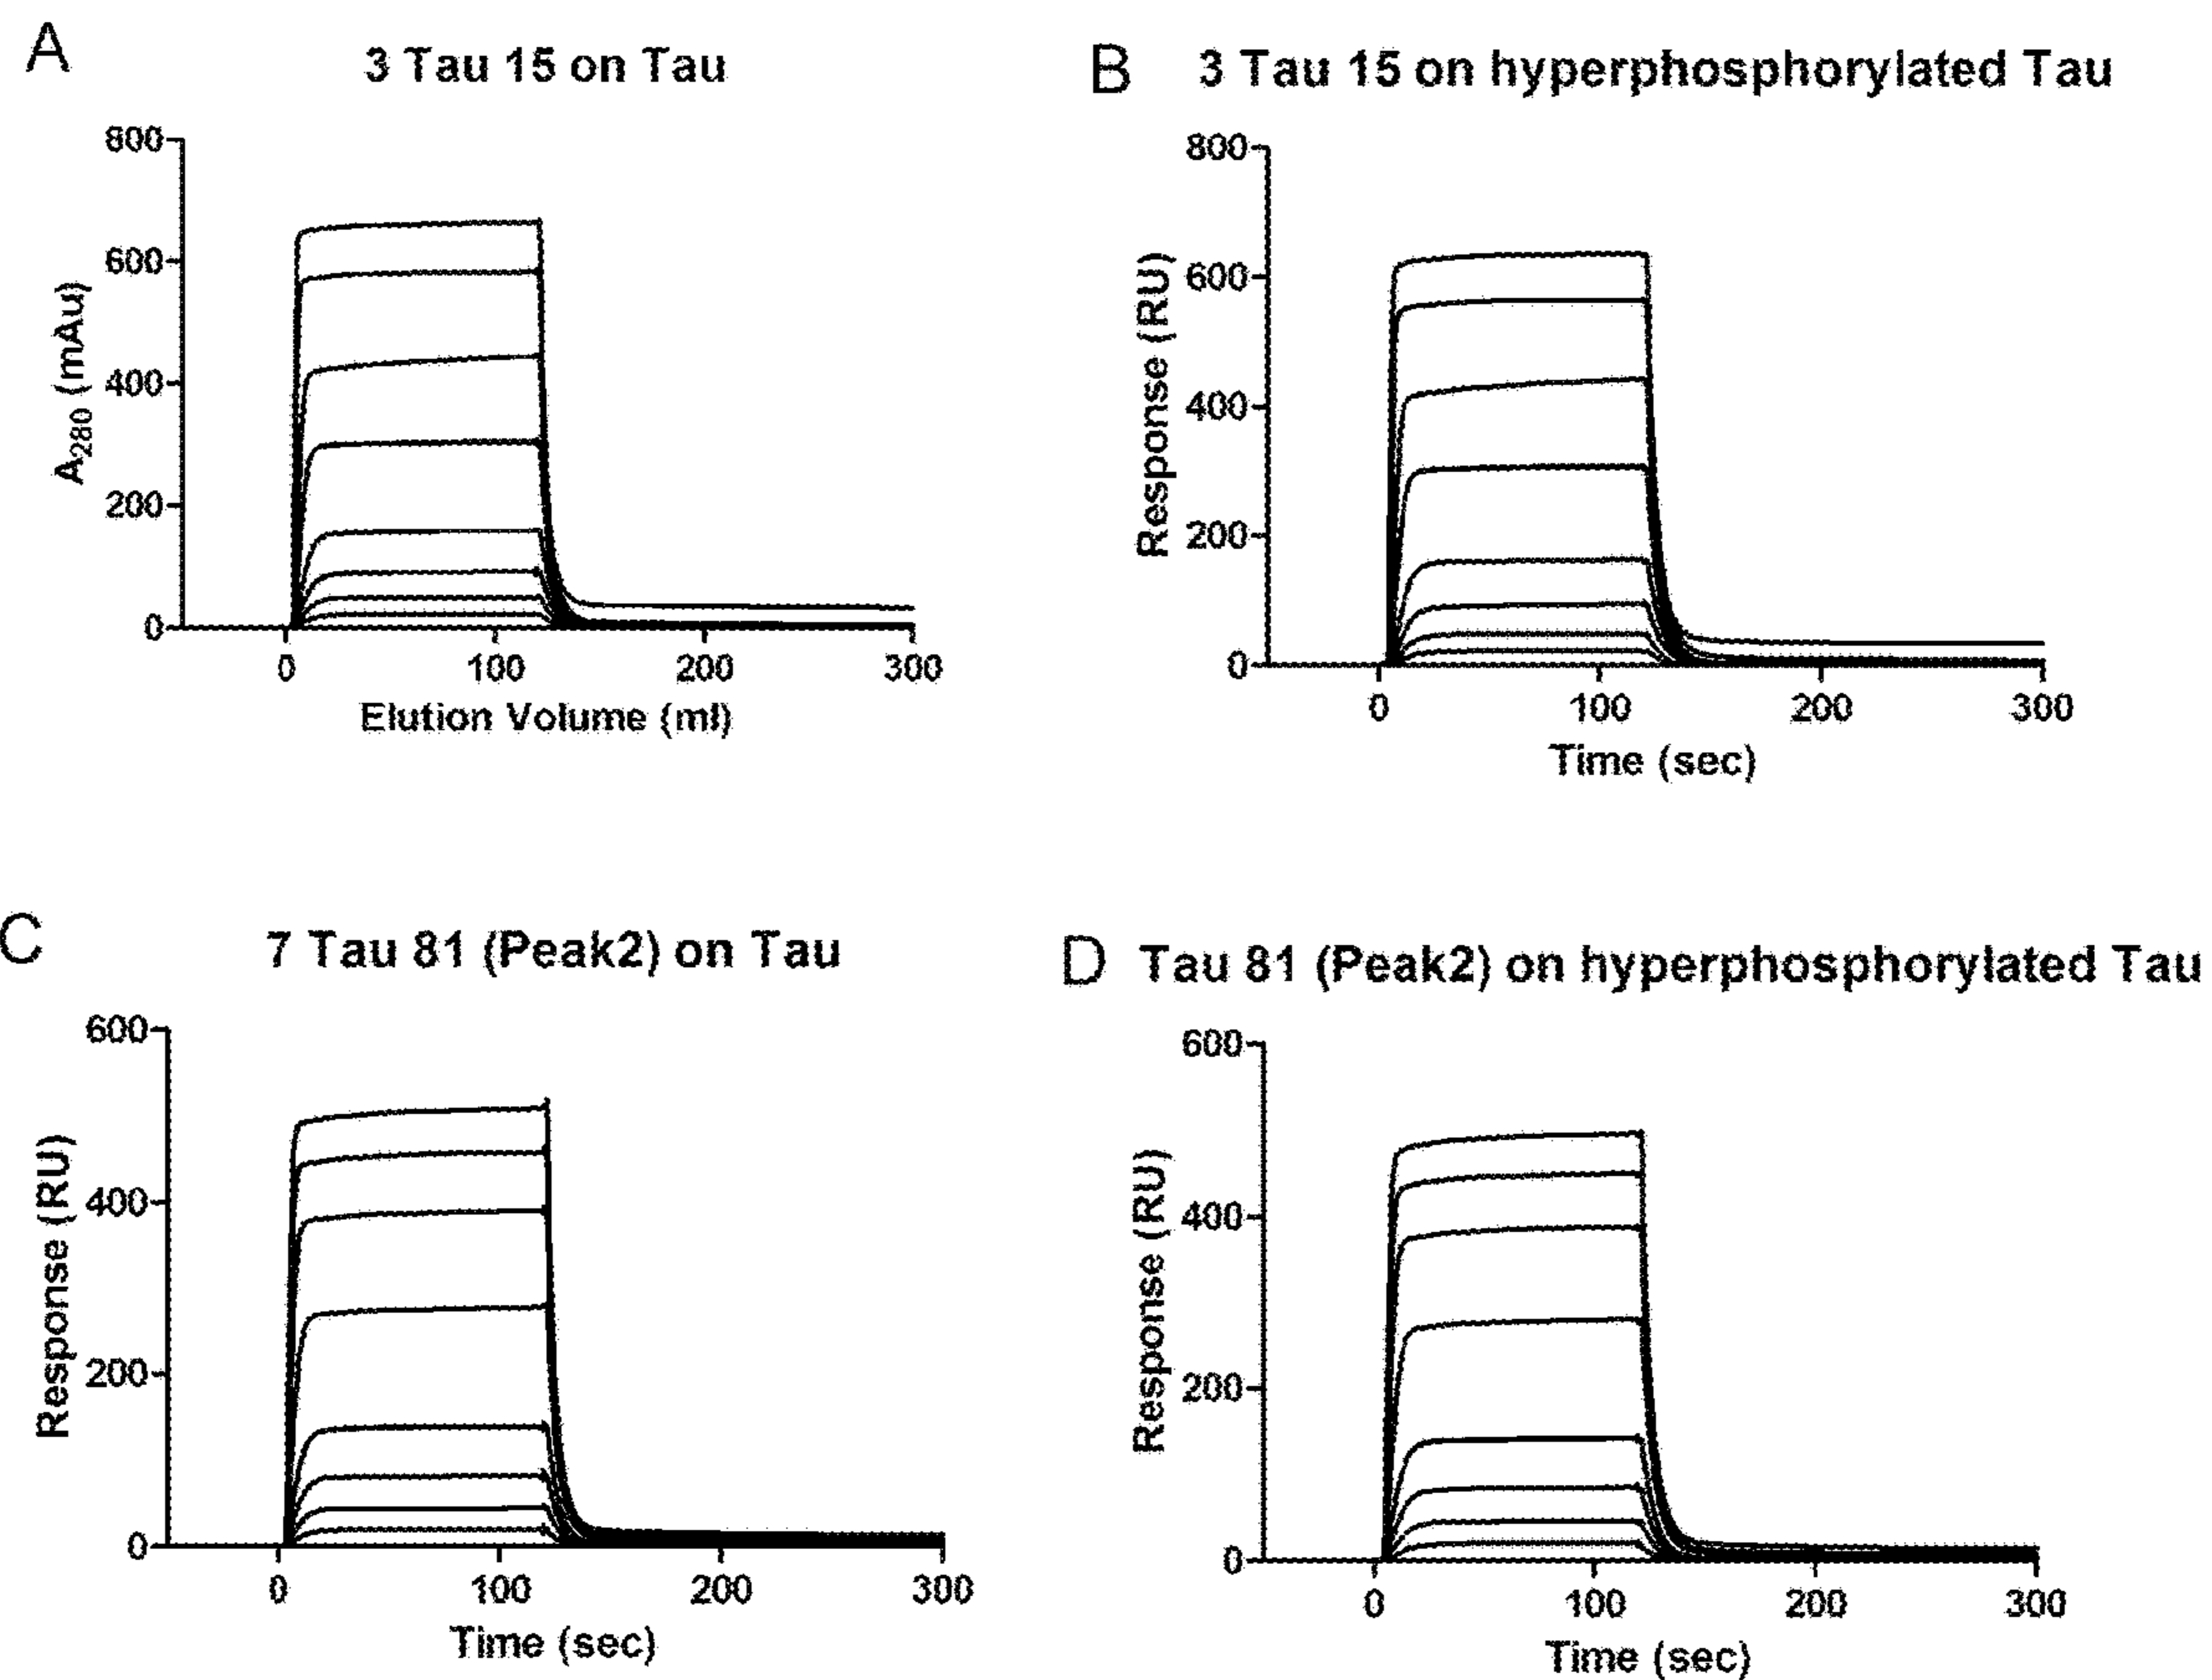 A
3 Tau 15 on Tau
800
600
400
200
0
A280 (mAu)
0 100 200 300
Elution Volume (ml)
B
3 Tau 15 on hyperphosphorylated Tau
800
600
400
200
0
Response (RU)
0 100 200 300
Time (sec)
C
7 Tau 81 (Peak2) on Tau
600
400
200
0
Response (RU)
0 100 200 300
Time (sec)
D
Tau 81 (Peak2) on hyperphosphorylated Tau
600
400
200
0
Response (RU)
0 100 200 300
Time (sec)